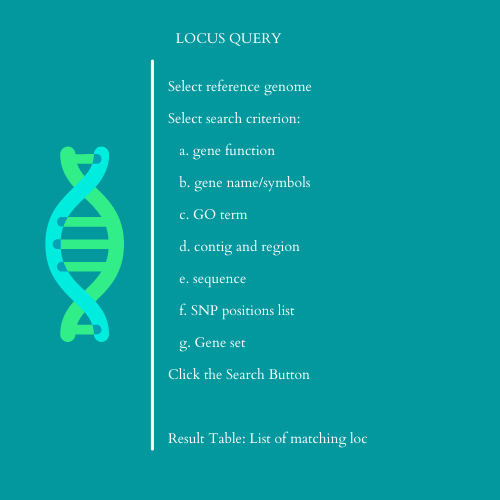 LOCUS QUERY
Select reference genome
Select search criterion:
a. gene function
b. gene name/symbols
c. GO term
d. contig and region
e. sequence
f. SNP positions list
g. Gene set
Click the Search Button
Result Table: List of matching loc